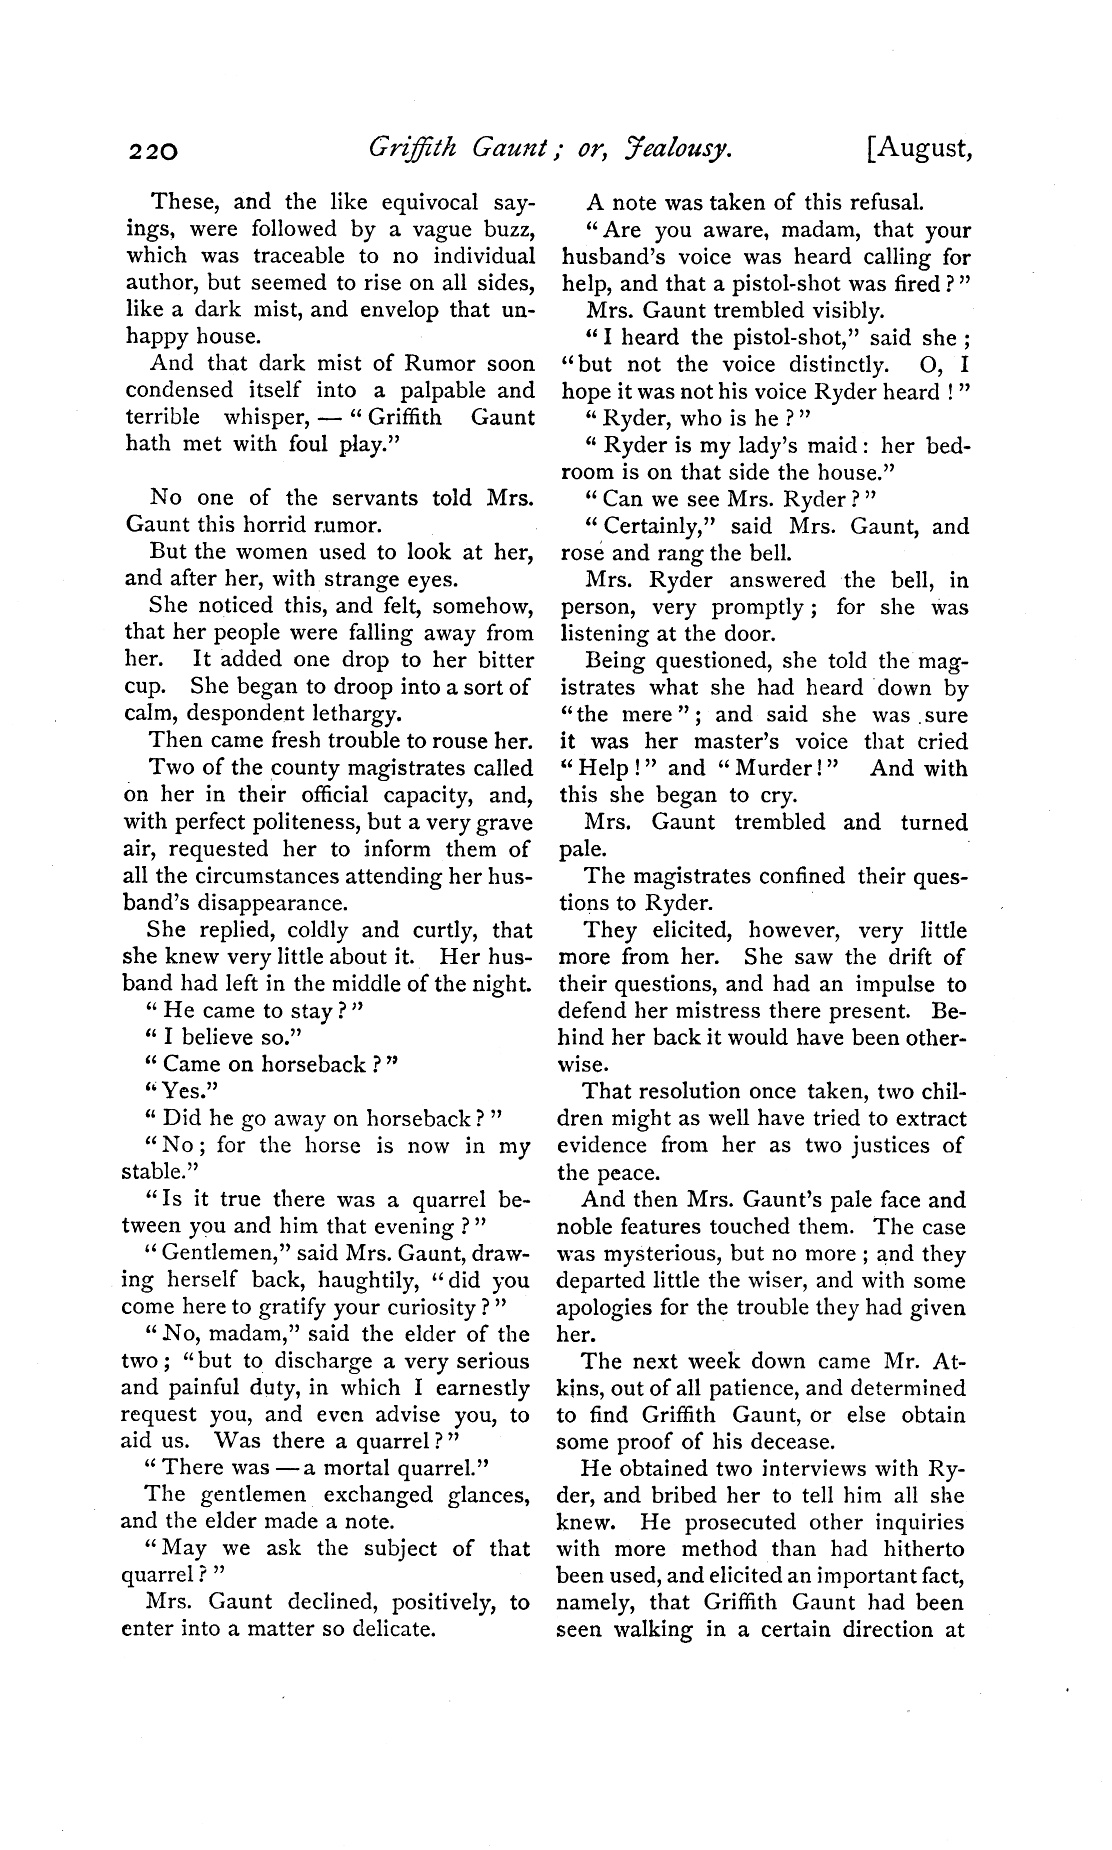 220 Griffith Gaunt; or, Jealousy. [August,
These, and the like equivocal say-
ings, were followed by a vague buzz,
which was traceable to no individual
author, but seemed to rise on all sides,
like a dark mist, and envelop that un-
happy house.
And that dark mist of Rumor soon
condensed itself into a palpable and
terrible whisper, — “Griffith Gaunt
hath met with foul play.”
No one of the servants told Mrs.
Gaunt this horrid rumor.
But the women used to look at her,
and after her, with strange eyes.
She noticed this, and felt, somehow,
that her people were falling away from
her. It added one drop to her bitter
cup. She began to droop into a sort of
calm, despondent lethargy.
Then came fresh trouble to rouse her.
Two of the county magistrates called
on her in their official capacity, and,
with perfect politeness, but a very grave
air, requested her to inform them of
all the circumstances attending her hus-
band's disappearance.
She replied, coldly and curtly, that
she knew very little about it. Her hus-
band had left in the middle of the night.
“He came to stay?”
“I believe so.”
“Came on horseback?”
“Yes.”
“Did he go away on horseback?”
“No; for the horse is now in my
stable.”
“Is it true there was a quarrel be-
tween you and him that evening?”
“Gentlemen,” said Mrs. Gaunt, draw-
ing herself back, haughtily, “did you
come here to gratify your curiosity?”
“No, madam,” said the elder of the
two; “but to discharge a very serious
and painful duty, in which I earnestly
request you, and even advise you, to
aid us. Was there a quarrel?”
“There was — a mortal quarrel.”
The gentlemen exchanged glances,
and the elder made a note.
“May we ask the subject of that
quarrel?”
Mrs. Gaunt declined, positively, to
enter into a matter so delicate.
A note was taken of this refusal.
“Are you aware, madam, that your
husband's voice was heard calling for
help, and that a pistol-shot was fired?”
Mrs. Gaunt trembled visibly.
“I heard the pistol-shot,” said she;
“but not the voice distinctly. O, I
hope it was not his voice Ryder heard!”
“Ryder, who is he?”
“Ryder is my lady's maid: her bed-
room is on that side the house.”
“Can we see Mrs. Ryder?”
“Certainly,” said Mrs. Gaunt, and
rose and rang the bell.
Mrs. Ryder answered the bell, in
person, very promptly; for she was
listening at the door.
Being questioned, she told the mag-
istrates what she had heard down by
“the mere”; and said she was sure
it was her master's voice that cried
“Help!” and “Murder!” And with
this she began to cry.
Mrs. Gaunt trembled and turned
pale.
The magistrates confined their ques-
tions to Ryder.
They elicited, however, very little
more from her. She saw the drift of
their questions, and had an impulse to
defend her mistress there present. Be-
hind her back it would have been other-
wise.
That resolution once taken, two chil-
dren might as well have tried to extract
evidence from her as two justices of
the peace.
And then Mrs. Gaunt's pale face and
noble features touched them. The case
was mysterious, but no more; and they
departed little the wiser, and with some
apologies for the trouble they had given
her.
The next week down came Mr. At-
kins, out of all patience, and determined
to find Griffith Gaunt, or else obtain
some proof of his decease.
He obtained two interviews with Ry-
der, and bribed her to tell him all she
knew. He prosecuted other inquiries
with more method than had hitherto
been used, and elicited an important fact,
namely, that Griffith Gaunt had been
seen walking in a certain direction at